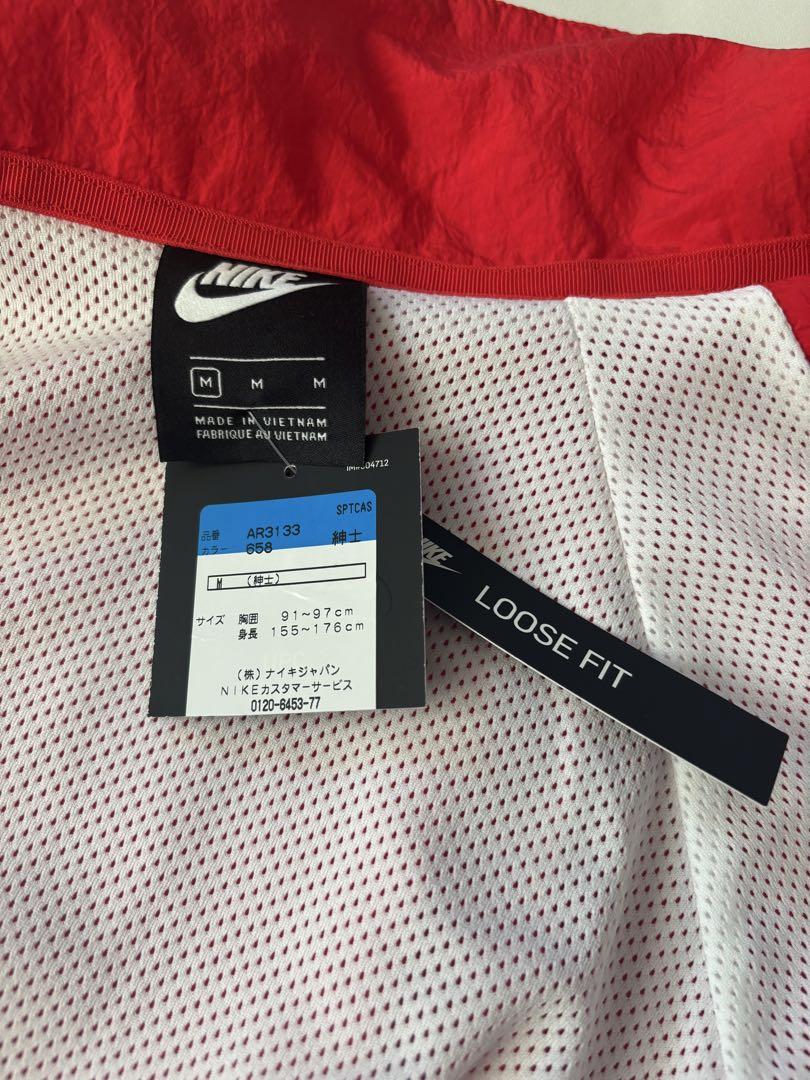 NIKE
M M M
MADE IN VIETNAM
FABRIQUE AU VIETNAM
SPTCAS
品番 AR3133 紳士
カラー 658
M (紳士)
サイズ 胸囲 91~97cm
身長 155~176cm
(株)ナイキジャパン
NIKEカスタマーサービス
0120-6453-77
NIKE
LOOSE FIT